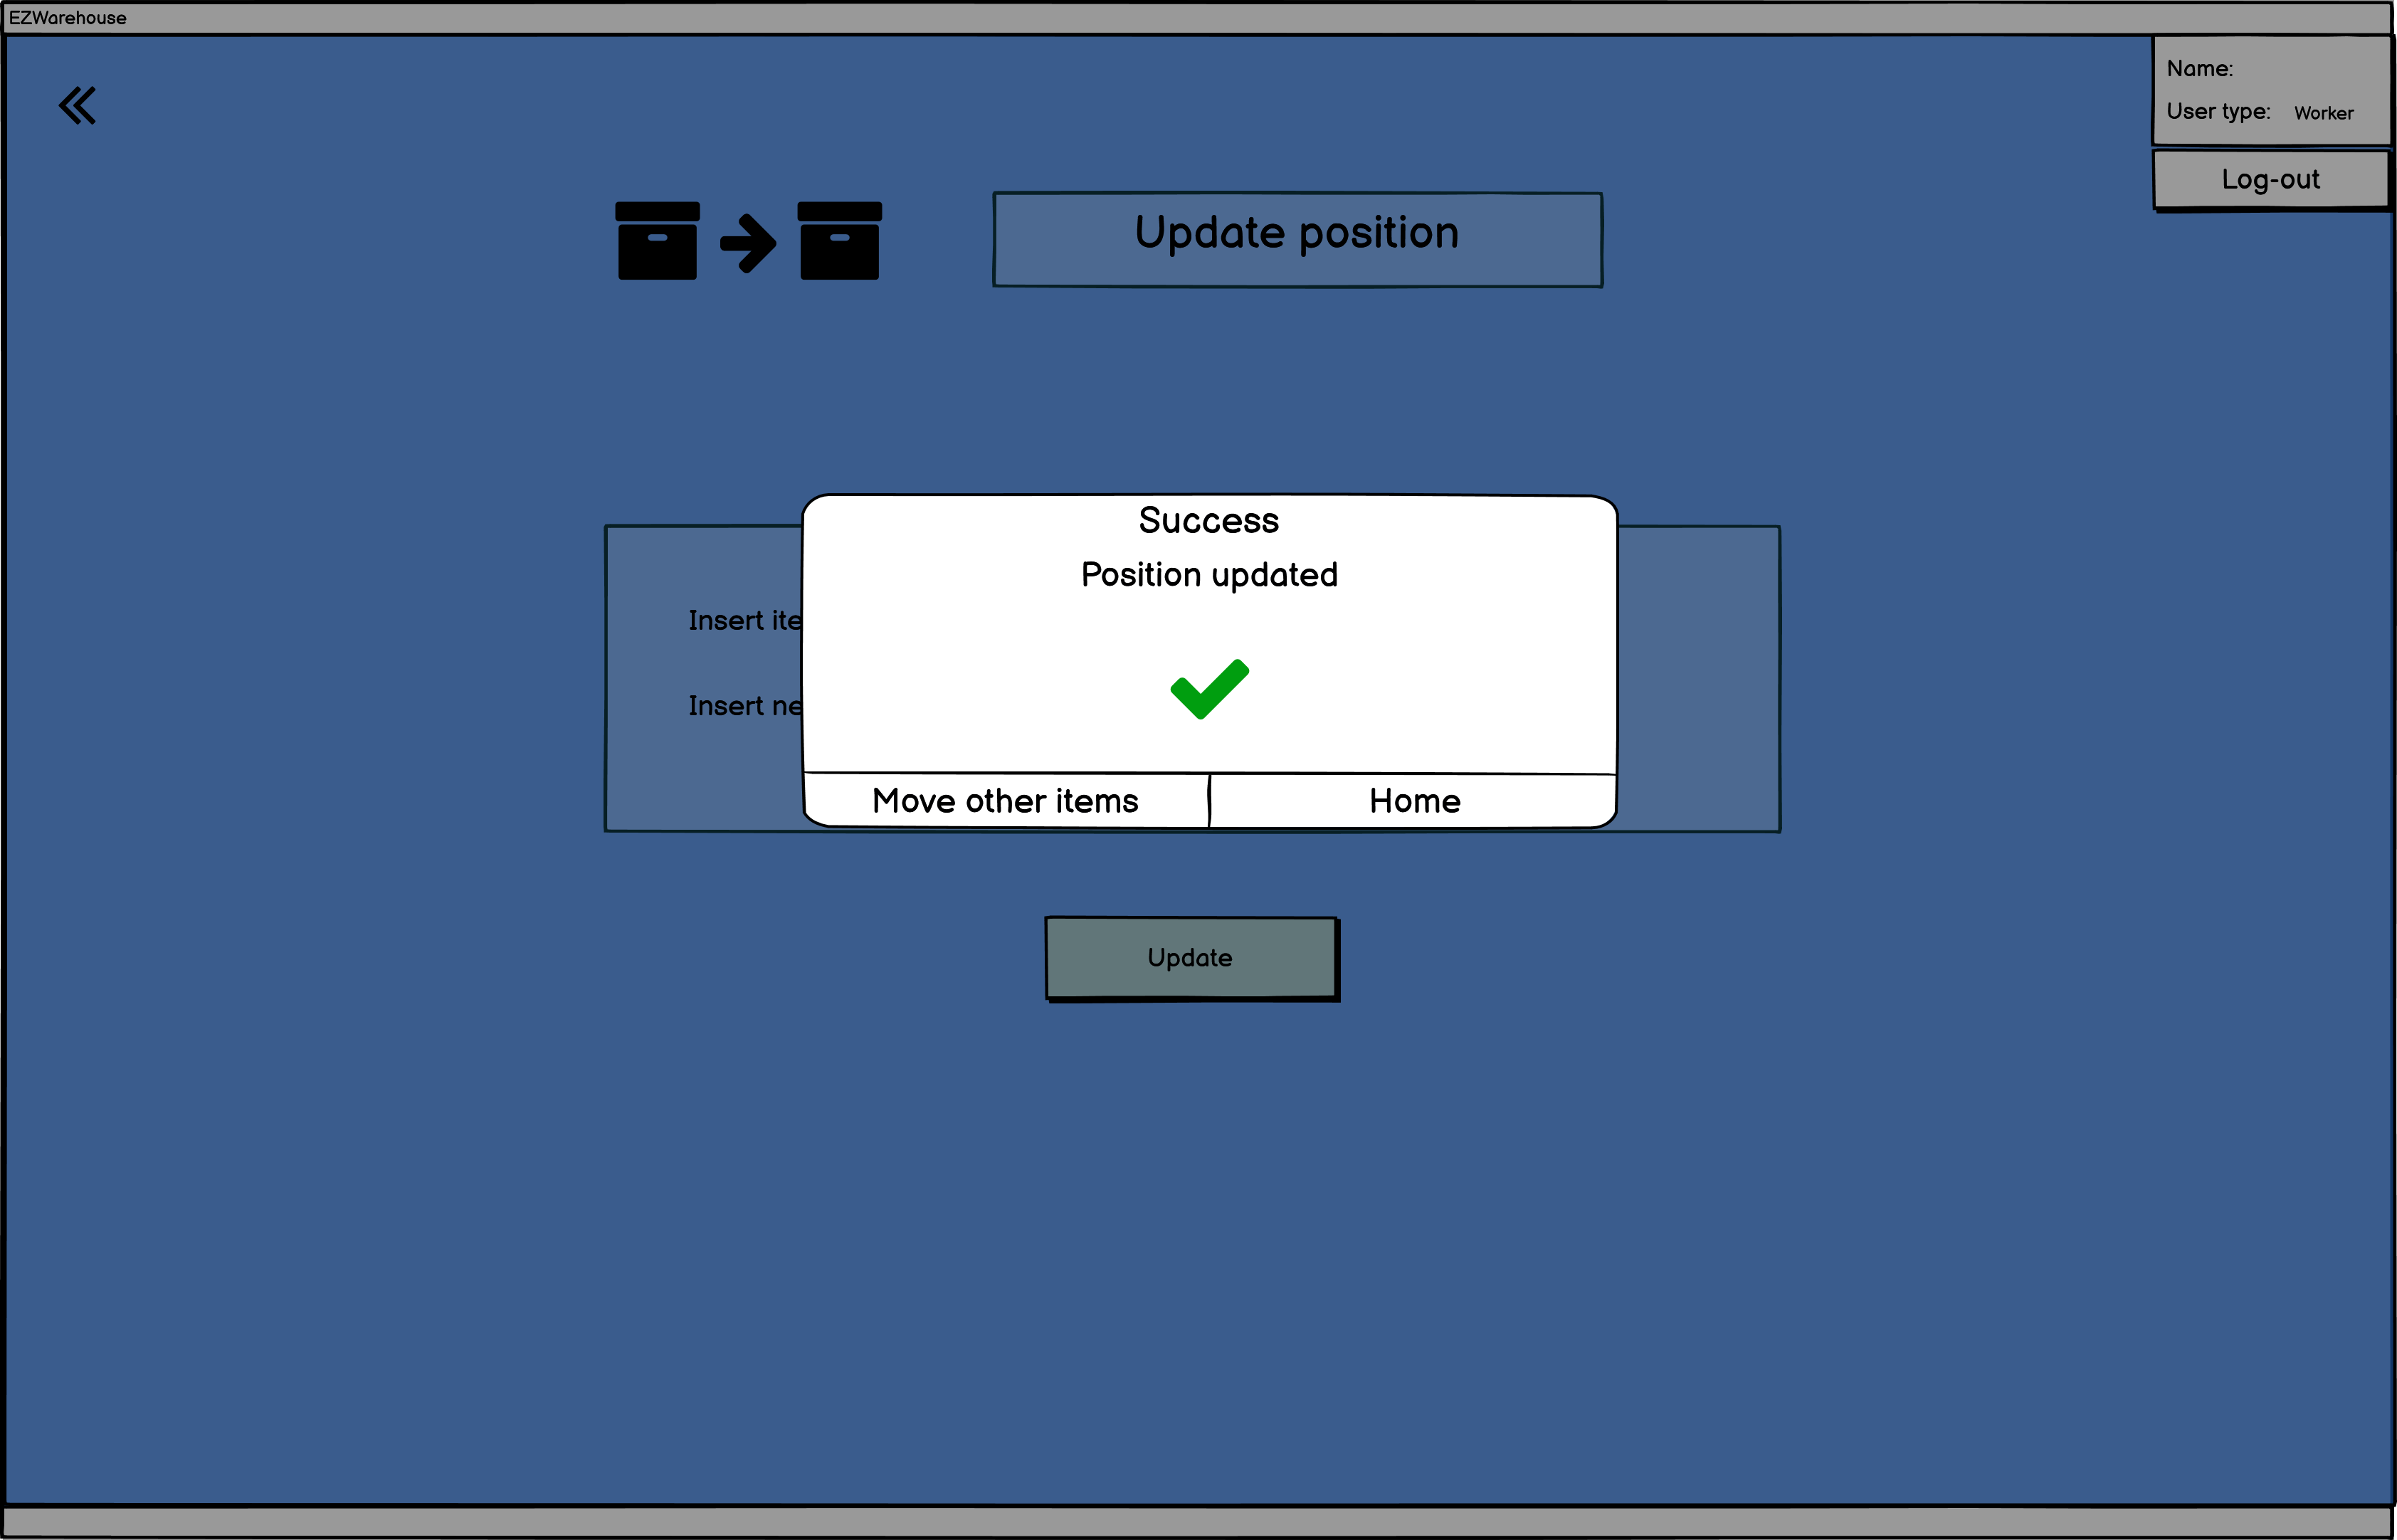 EZWarehouse
Name:
User type: Worker
Log-out
Update position
Success
Position updated
Insert ite
Insert ne
Move other items
Home
Update